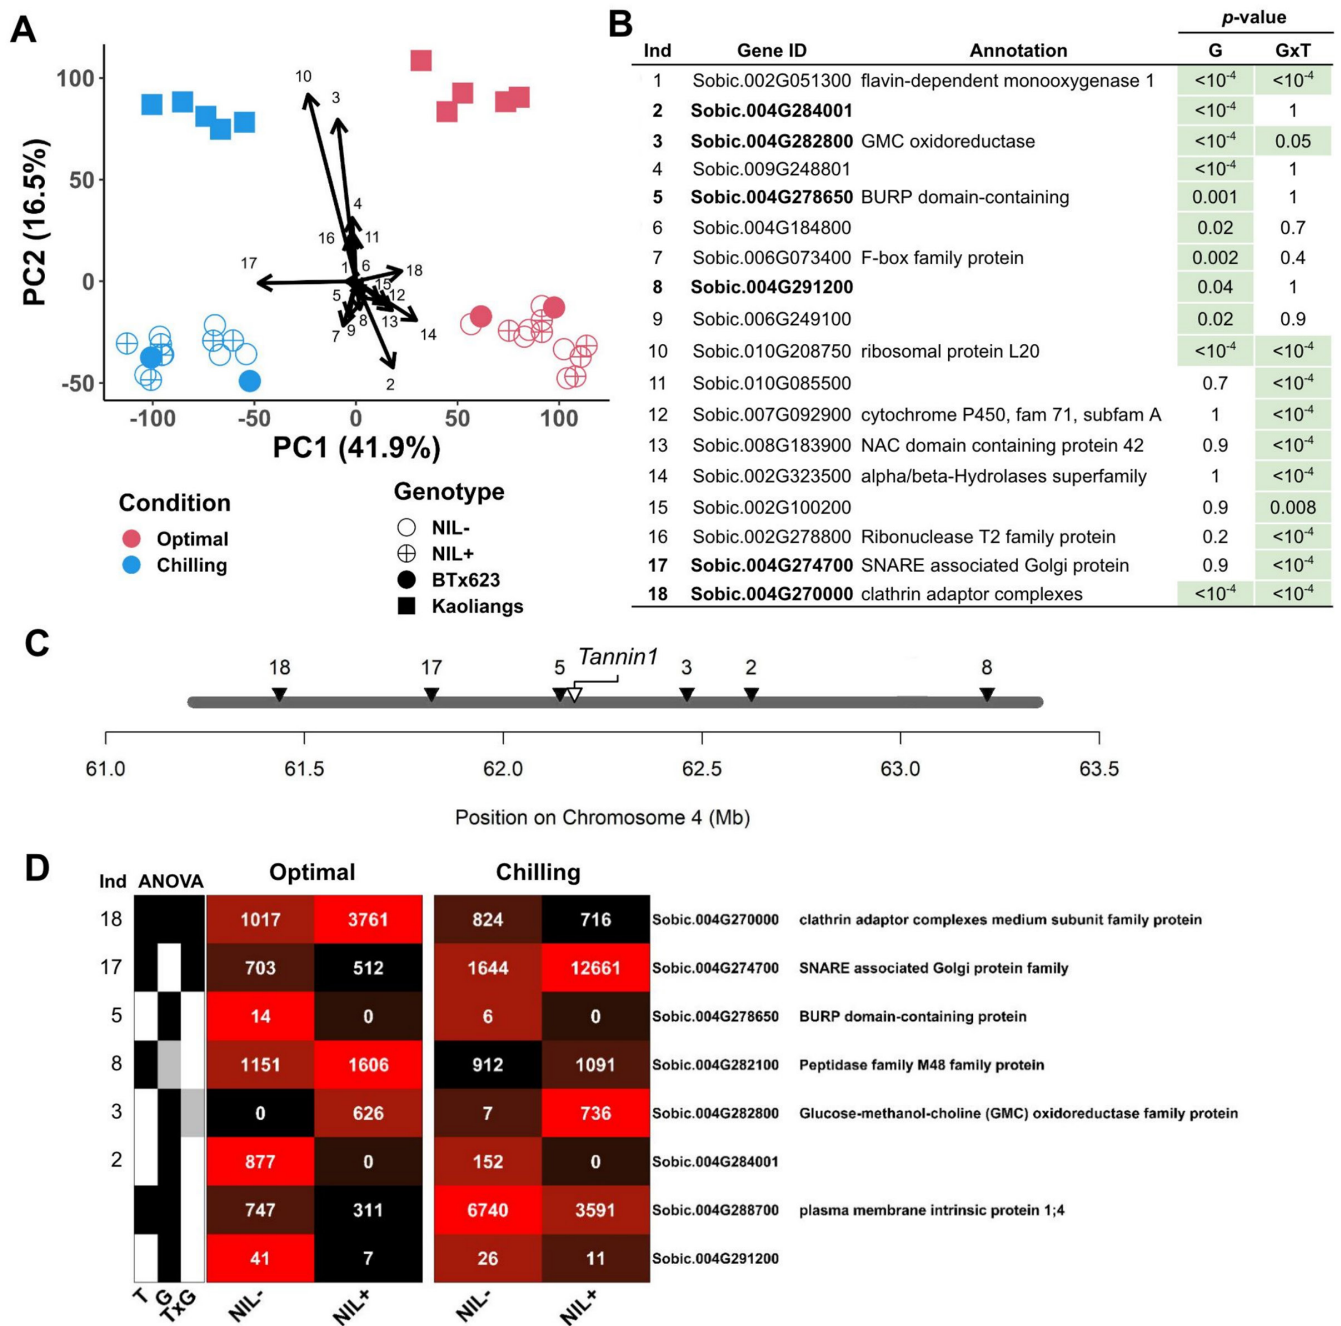 A
PC2 (16.5%)
100
50
0
-50
10
3
4
16
11
17
1
6
18
15
5
12
8
13
7
9
14
2
-100
-50
0
50
100
PC1 (41.9%)
Condition
Optimal
Chilling
Genotype
NIL-
NIL+
BTx623
Kaoliangs
B
p-value
Ind Gene ID Annotation G GxT
1 Sobic.002G051300 flavin-dependent monooxygenase 1 <10⁻⁴ <10⁻⁴
2 Sobic.004G284001 <10⁻⁴ 1
3 Sobic.004G282800 GMC oxidoreductase <10⁻⁴ 0.05
4 Sobic.009G248801 <10⁻⁴ 1
5 Sobic.004G278650 BURP domain-containing 0.001 1
6 Sobic.004G184800 0.02 0.7
7 Sobic.006G073400 F-box family protein 0.002 0.4
8 Sobic.004G291200 0.04 1
9 Sobic.006G249100 0.02 0.9
10 Sobic.010G208750 ribosomal protein L20 <10⁻⁴ <10⁻⁴
11 Sobic.010G085500 0.7 <10⁻⁴
12 Sobic.007G092900 cytochrome P450, fam 71, subfam A 1 <10⁻⁴
13 Sobic.008G183900 NAC domain containing protein 42 0.9 <10⁻⁴
14 Sobic.002G323500 alpha/beta-Hydrolases superfamily 1 <10⁻⁴
15 Sobic.002G100200 0.9 0.008
16 Sobic.002G278800 Ribonuclease T2 family protein 0.2 <10⁻⁴
17 Sobic.004G274700 SNARE associated Golgi protein 0.9 <10⁻⁴
18 Sobic.004G270000 clathrin adaptor complexes <10⁻⁴ <10⁻⁴
C
Tannin1
18 17 5 3 2 8
61.0 61.5 62.0 62.5 63.0 63.5
Position on Chromosome 4 (Mb)
D
Ind ANOVA Optimal Chilling
18 1017 3761 824 716 Sobic.004G270000 clathrin adaptor complexes medium subunit family protein
17 703 512 1644 12661 Sobic.004G274700 SNARE associated Golgi protein family
5 14 0 6 0 Sobic.004G278650 BURP domain-containing protein
8 1151 1606 912 1091 Sobic.004G282100 Peptidase family M48 family protein
3 0 626 7 736 Sobic.004G282800 Glucose-methanol-choline (GMC) oxidoreductase family protein
2 877 0 152 0 Sobic.004G284001
747 311 6740 3591 Sobic.004G288700 plasma membrane intrinsic protein 1;4
41 7 26 11 Sobic.004G291200
T G TxG NIL- NIL+ NIL- NIL+